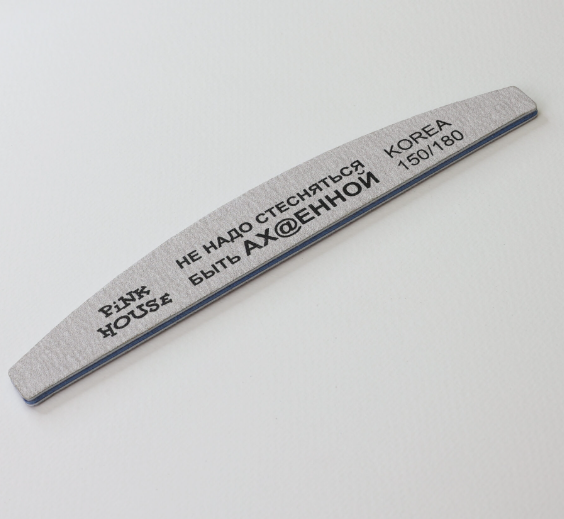 PiNK
HOUSE
НЕ НАДО СТЕСНЯТЬСЯ
БЫТЬ АХ@ЕННОЙ
KOREA
150/180